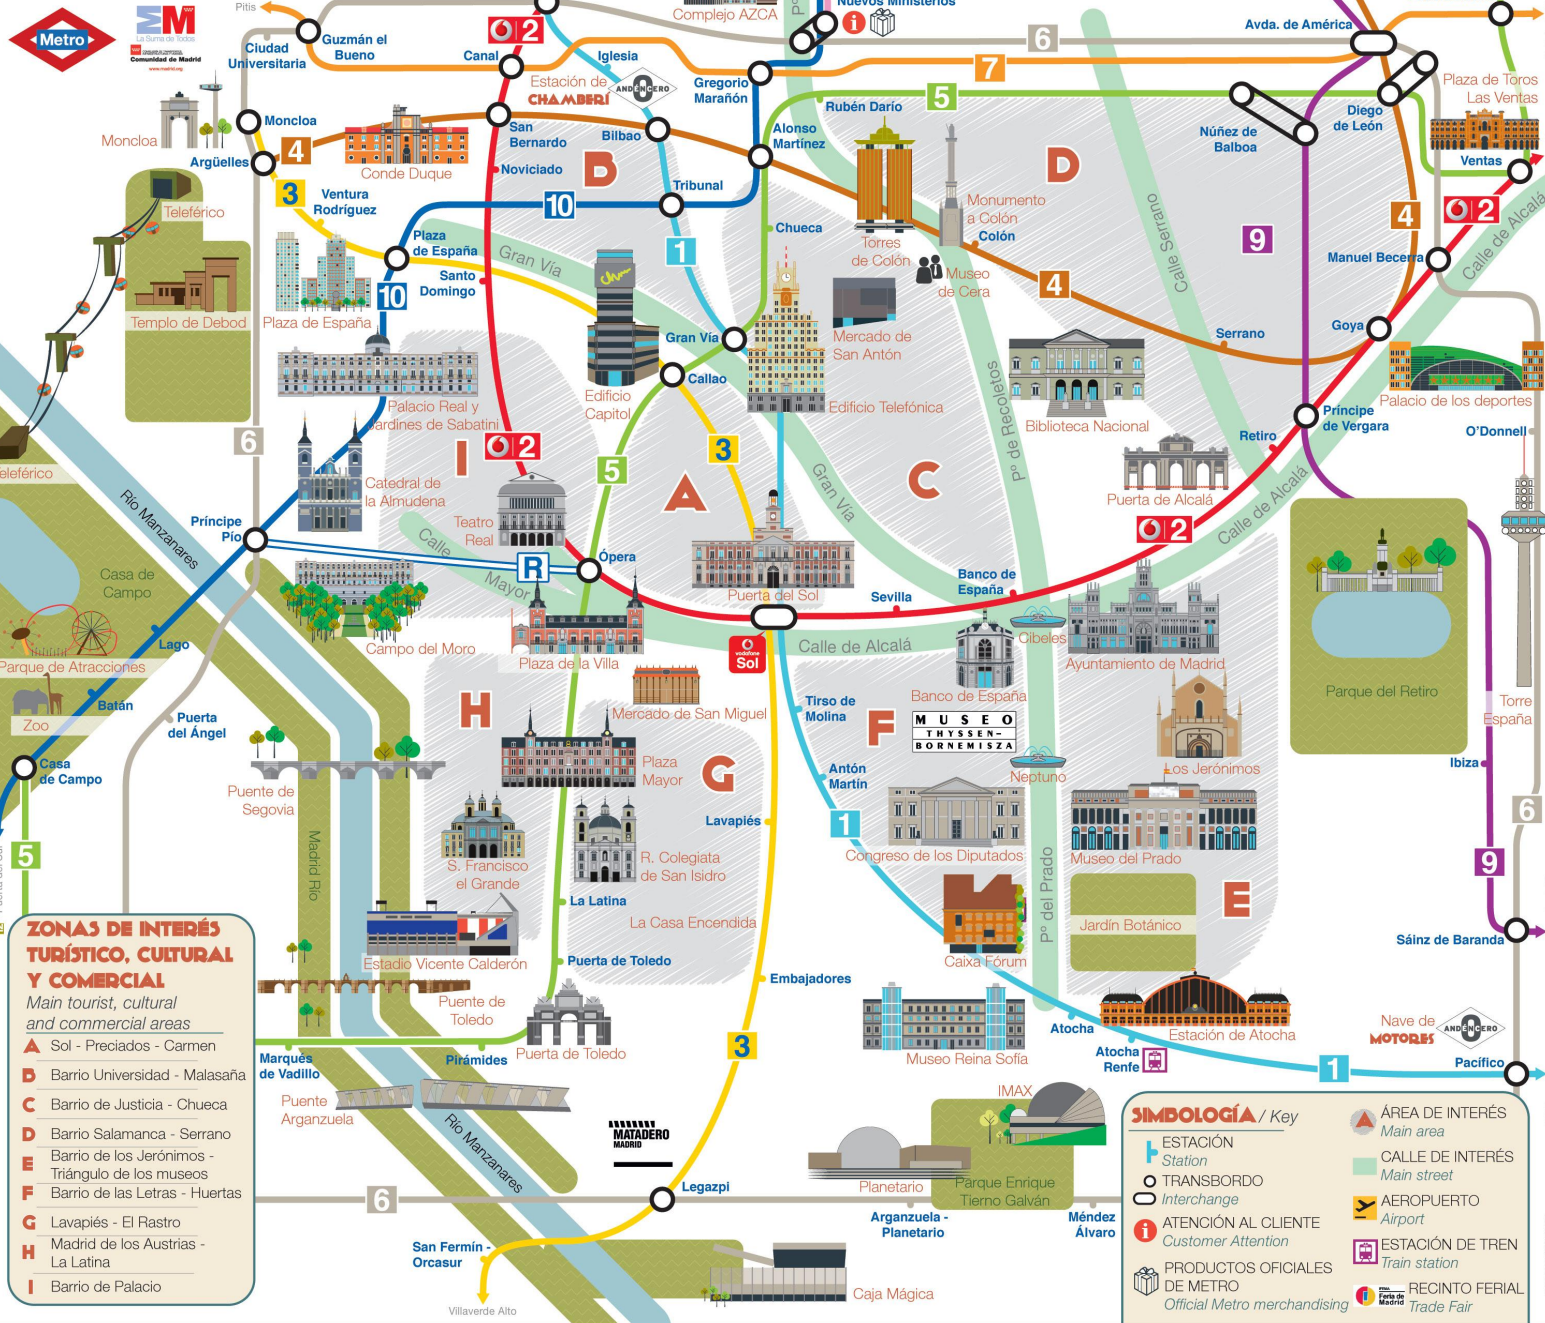 Pitis
Metro
La Suma de Todos
Comunidad de Madrid
www.madrid.org
Ciudad
Universitaria
Guzmán el
Bueno
2
Canal
Iglesia
Complejo AZCA
Nuevos Ministerios
6
Avda. de América
7
Estación de
CHAMBERÍ
ANDÉN CERO
Gregorio
Marañón
5
Rubén Darío
Plaza de Toros
Las Ventas
Diego
de León
Núñez de
Balboa
Ventas
Moncloa
Moncloa
Argüelles
4
Conde Duque
San
Bernardo
Bilbao
Alonso
Martínez
B
D
Noviciado
3
Ventura
Rodríguez
10
Tribunal
Teleférico
Plaza
de España
Chueca
Monumento
a Colón
Colón
Calle Serrano
4
2
9
1
Gran Vía
Santo
Domingo
10
Torres
de Colón
Museo
de Cera
4
Manuel Becerra
Calle de Alcalá
Templo de Debod
Plaza de España
Gran Vía
Mercado de
San Antón
Serrano
Goya
Callao
Edificio
Capitol
Edificio Telefónica
Pº de Recoletos
Biblioteca Nacional
Palacio de los deportes
Palacio Real y
Jardines de Sabatini
Príncipe
de Vergara
Retiro
O'Donnell
6
I
2
3
5
A
C
Gran Vía
Teleférico
Catedral de
la Almudena
Puerta de Alcalá
Río Manzanares
Príncipe
Pío
Teatro
Real
Calle
Mayor
R
Ópera
2
Calle de Alcalá
Casa de
Campo
Puerta del Sol
Sevilla
Banco de
España
Campo del Moro
Plaza de la Villa
vodafone
Sol
Calle de Alcalá
Cibeles
Ayuntamiento de Madrid
Lago
Parque de Atracciones
Batán
Zoo
Puerta
del Ángel
H
Mercado de San Miguel
Tirso de
Molina
F
Banco de España
MUSEO
THYSSEN-
BORNEMISZA
Parque del Retiro
Torre
España
Casa
de Campo
Plaza
Mayor
G
Antón
Martín
Neptuno
Los Jerónimos
Ibiza
Puente de
Segovia
Lavapiés
1
6
5
Madrid Río
S. Francisco
el Grande
R. Colegiata
de San Isidro
Congreso de los Diputados
Museo del Prado
9
La Latina
La Casa Encendida
Pº del Prado
E
Jardín Botánico
Sáinz de Baranda
Estadio Vicente Calderón
Puerta de Toledo
Caixa Fórum
Embajadores
Puente de
Toledo
Atocha
Estación de Atocha
Nave de
MOTORES
ANDÉN CERO
Marqués
de Vadillo
Pirámides
Puerta de Toledo
3
Museo Reina Sofía
Atocha
Renfe
1
Pacífico
Puente
Arganzuela
Río Manzanares
MATADERO
MADRID
IMAX
Planetario
Parque Enrique
Tierno Galván
6
Legazpi
Arganzuela -
Planetario
Méndez
Álvaro
San Fermín -
Orcasur
Caja Mágica
Villaverde Alto
ZONAS DE INTERÉS
TURÍSTICO, CULTURAL
Y COMERCIAL
Main tourist, cultural
and commercial areas
A Sol - Preciados - Carmen
B Barrio Universidad - Malasaña
C Barrio de Justicia - Chueca
D Barrio Salamanca - Serrano
E Barrio de los Jerónimos -
Triángulo de los museos
F Barrio de las Letras - Huertas
G Lavapiés - El Rastro
H Madrid de los Austrias -
La Latina
I Barrio de Palacio
SIMBOLOGÍA / Key
ESTACIÓN
Station
TRANSBORDO
Interchange
ATENCIÓN AL CLIENTE
Customer Attention
PRODUCTOS OFICIALES
DE METRO
Official Metro merchandising
ÁREA DE INTERÉS
Main area
CALLE DE INTERÉS
Main street
AEROPUERTO
Airport
ESTACIÓN DE TREN
Train station
Feria de
Madrid
RECINTO FERIAL
Trade Fair